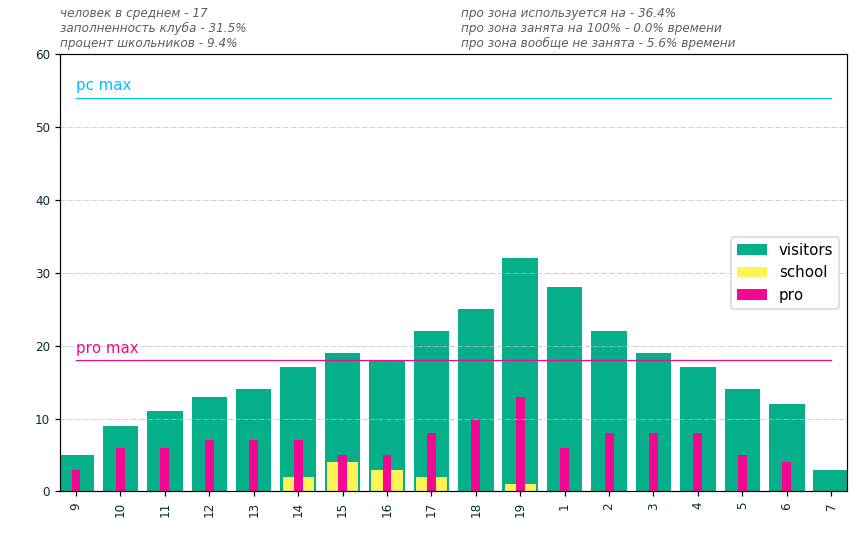 человек в среднем - 17
заполненность клуба - 31.5%
процент школьников - 9.4%
про зона используется на - 36.4%
про зона занята на 100% - 0.0% времени
про зона вообще не занята - 5.6% времени
60
50
40
30
20
10
0
pc max
pro max
visitors
school
pro
9 10 11 12 13 14 15 16 17 18 19 1 2 3 4 5 6 7